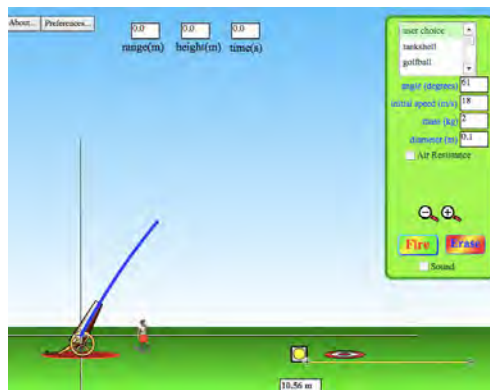 About... Preferences...
0.0 0.0 0.0
range(m) height(m) time(s)
user choice
tankshell
golfball
angle (degrees) 61
initial speed (m/s) 18
mass (kg) 2
diameter (m) 0.1
Air Resistance
Fire Erase
Sound
10.56 m